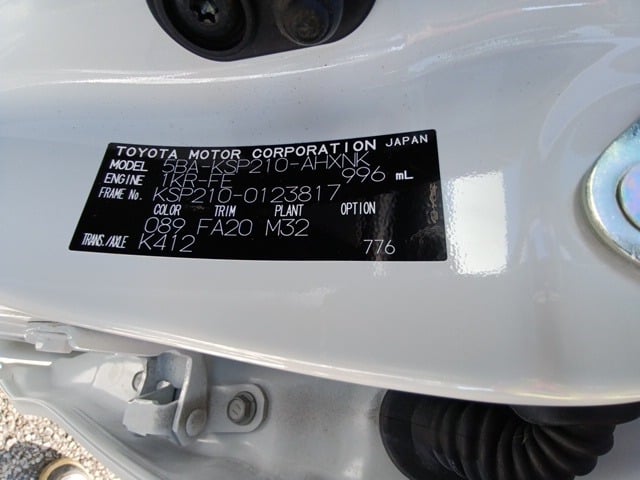 TOYOTA MOTOR CORPORATION JAPAN
MODEL 5BA-KSP210-AHXNK
ENGINE 1KR-FE 996 mL
FRAME No. KSP210-0123817
COLOR TRIM PLANT OPTION
089 FA20 M32
TRANS./AXLE K412 776